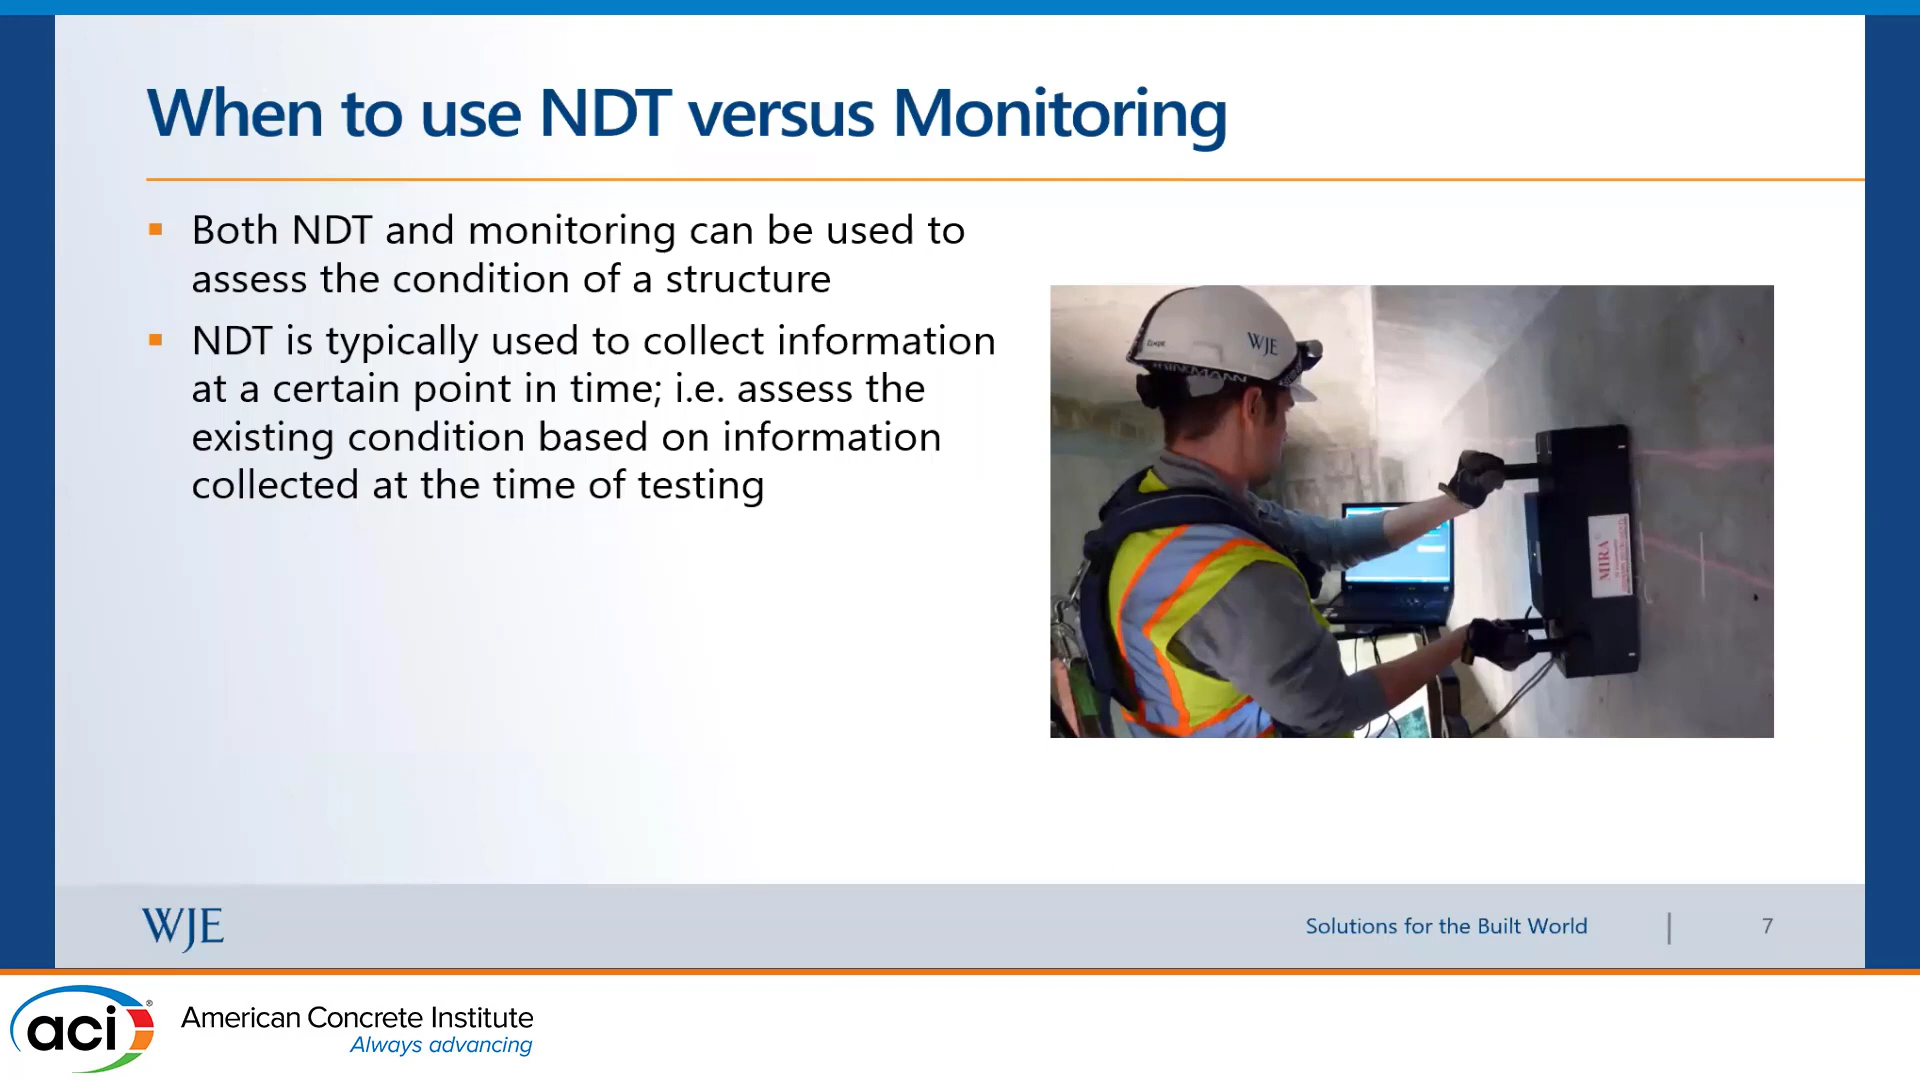 When to use NDT versus Monitoring
Both NDT and monitoring can be used to
assess the condition of a structure
NDT is typically used to collect information
at a certain point in time; i.e. assess the
existing condition based on information
collected at the time of testing
WJE
MIRA
WJE
Solutions for the Built World
7
aci®
American Concrete Institute
Always advancing